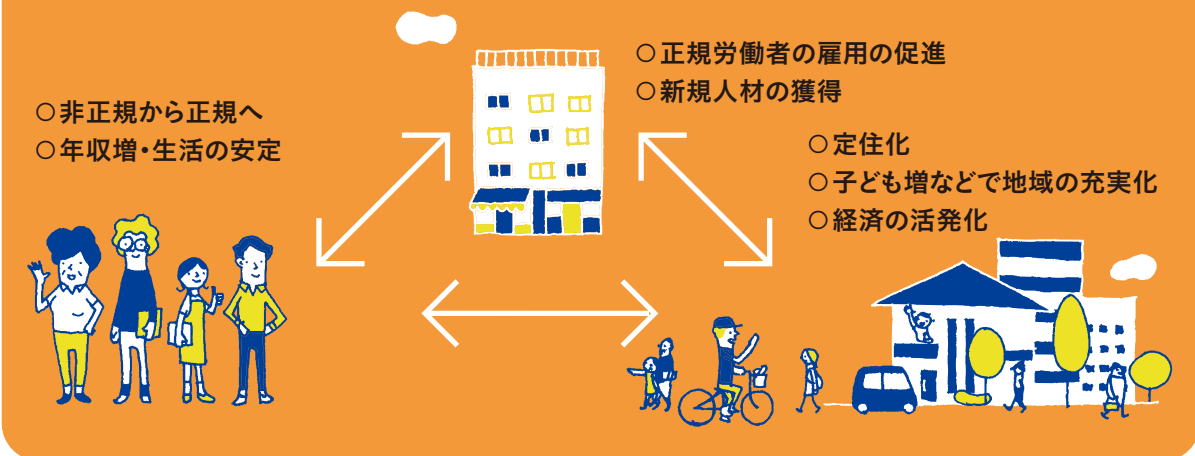 ○非正規から正規へ
○年収増・生活の安定
○正規労働者の雇用の促進
○新規人材の獲得
○定住化
○子ども増などで地域の充実化
○経済の活発化